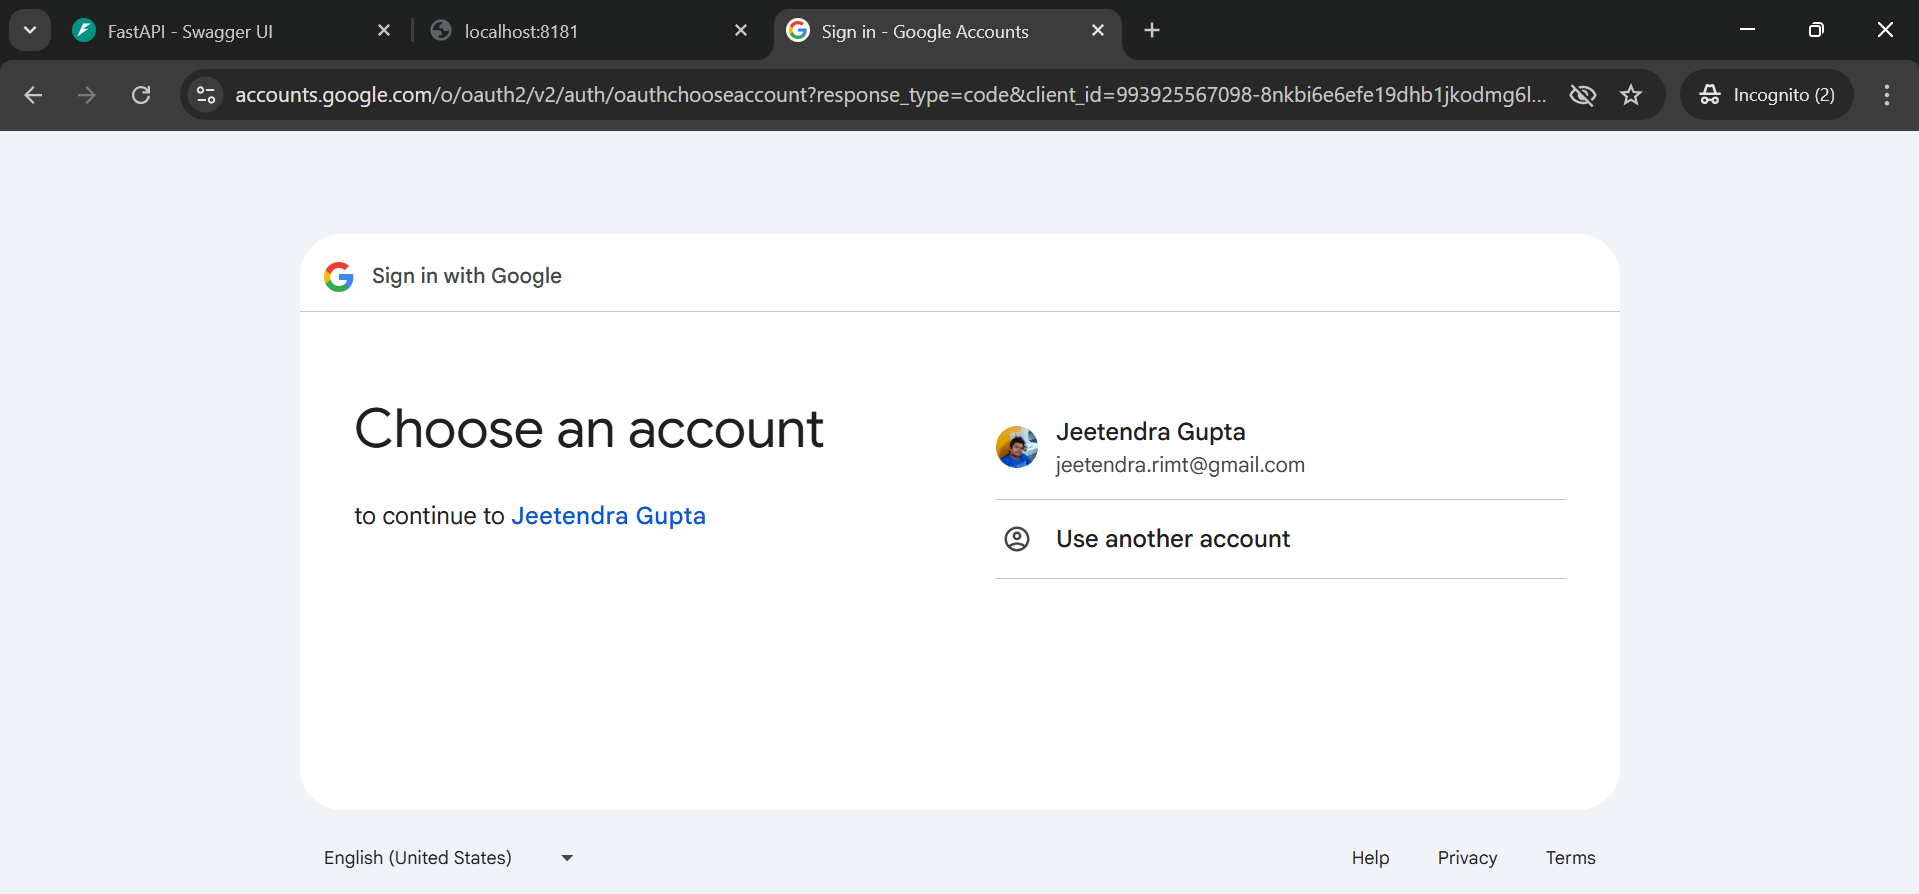 FastAPI - Swagger UI
localhost:8181
Sign in - Google Accounts
accounts.google.com/o/oauth2/v2/auth/oauthchooseaccount?response_type=code&client_id=993925567098-8nkbi6e6efe19dhb1jkodmg6l...
Incognito (2)
Sign in with Google
Choose an account
to continue to Jeetendra Gupta
Jeetendra Gupta
jeetendra.rimt@gmail.com
Use another account
English (United States)
Help
Privacy
Terms